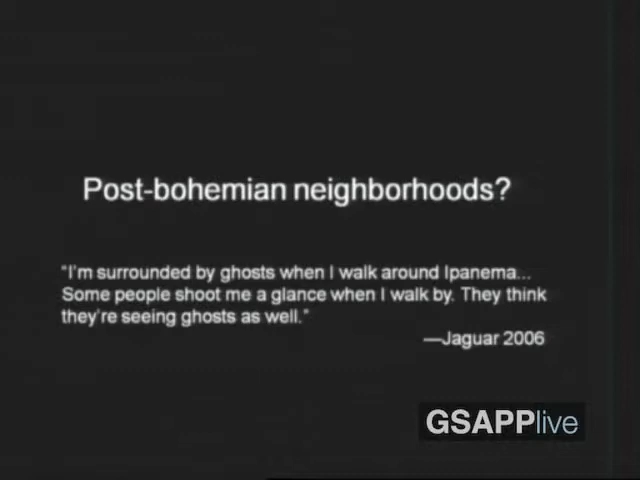 Post-bohemian neighborhoods?
"I'm surrounded by ghosts when I walk around Ipanema...
Some people shoot me a glance when I walk by. They think
they're seeing ghosts as well."
—Jaguar 2006
GSAPPlive